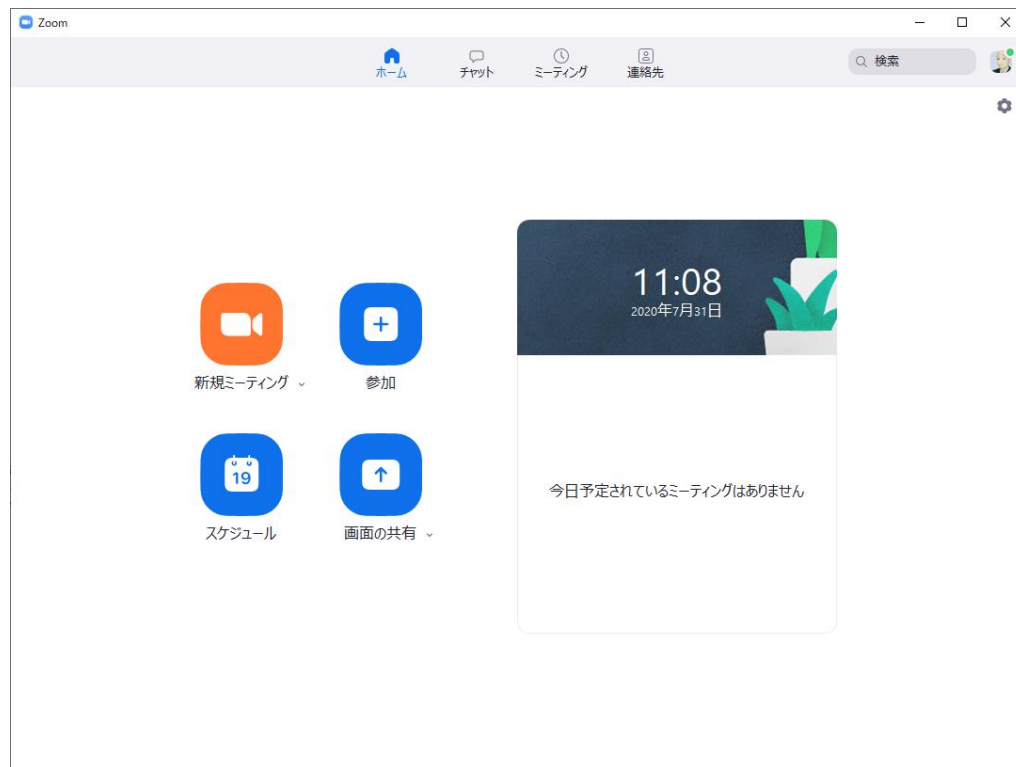 Zoom
ホーム
チャット
ミーティング
連絡先
検索
11:08
2020年7月31日
新規ミーティング
参加
19
スケジュール
画面の共有
今日予定されているミーティングはありません